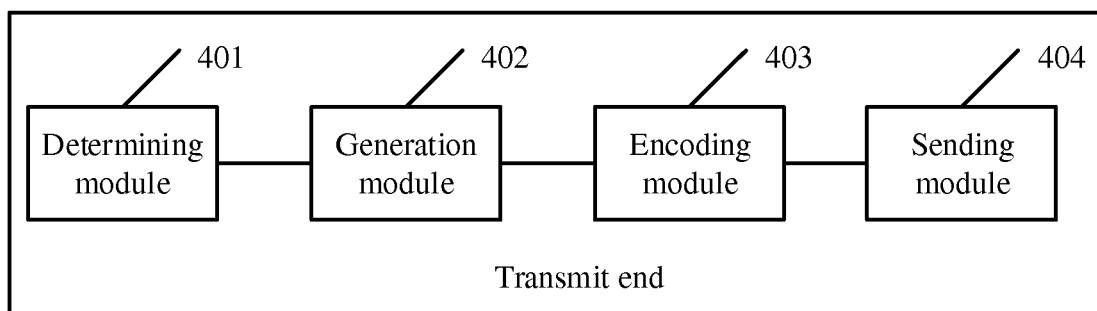 401 402 403 404
Determining Generation Encoding Sending
module module module module
Transmit end